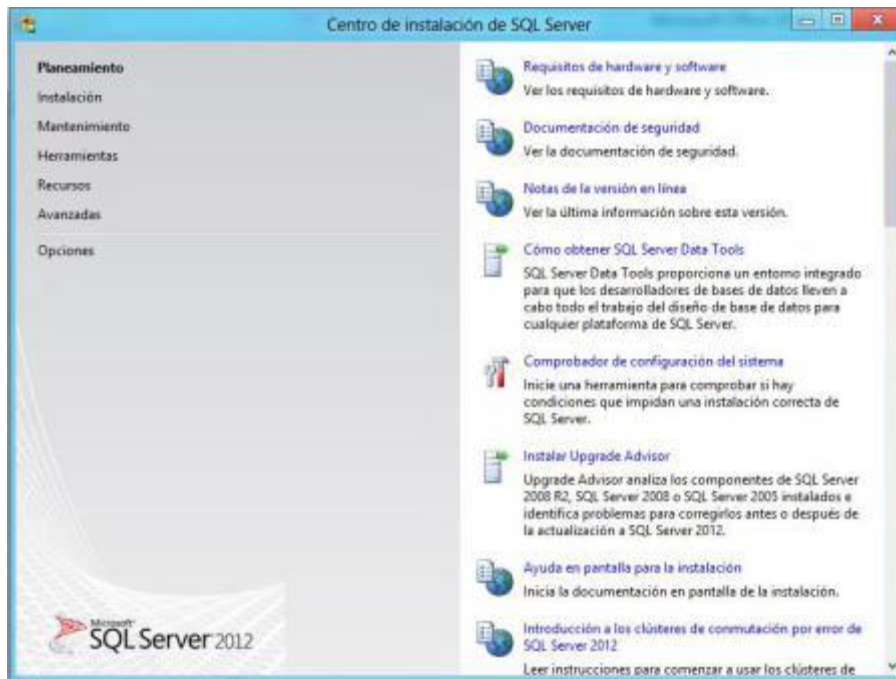 Centro de instalación de SQL Server
Planeamiento
Instalación
Mantenimiento
Herramientas
Recursos
Avanzadas
Opciones
Microsoft®
SQL Server 2012
Requisitos de hardware y software
Ver los requisitos de hardware y software.
Documentación de seguridad
Ver la documentación de seguridad.
Notas de la versión en línea
Ver la última información sobre esta versión.
Cómo obtener SQL Server Data Tools
SQL Server Data Tools proporciona un entorno integrado
para que los desarrolladores de bases de datos lleven a
cabo todo el trabajo del diseño de base de datos para
cualquier plataforma de SQL Server.
Comprobador de configuración del sistema
Inicie una herramienta para comprobar si hay
condiciones que impidan una instalación correcta de
SQL Server.
Instalar Upgrade Advisor
Upgrade Advisor analiza los componentes de SQL Server
2008 R2, SQL Server 2008 o SQL Server 2005 instalados e
identifica problemas para corregirlos antes o después de
la actualización a SQL Server 2012.
Ayuda en pantalla para la instalación
Inicia la documentación en pantalla de la instalación.
Introducción a los clústeres de conmutación por error de
SQL Server 2012
Leer instrucciones para comenzar a usar los clústeres de